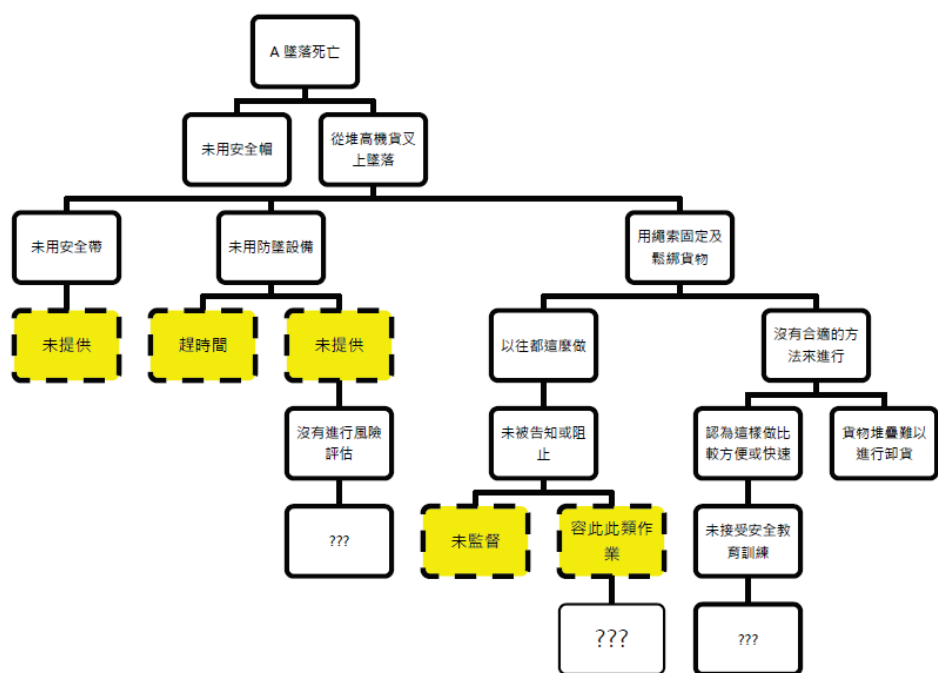 A 墜落死亡
未用安全帽
從堆高機貨叉
上墜落
未用安全帶
未用防墜設備
用繩索固定及
鬆綁貨物
未提供
趕時間
未提供
以往都這麼做
沒有合適的方
法來進行
沒有進行風險
評估
未被告知或阻
止
認為這樣做比
較方便或快速
貨物堆疊難以
進行卸貨
???
未監督
容此此類作
業
未接受安全教
育訓練
???
???